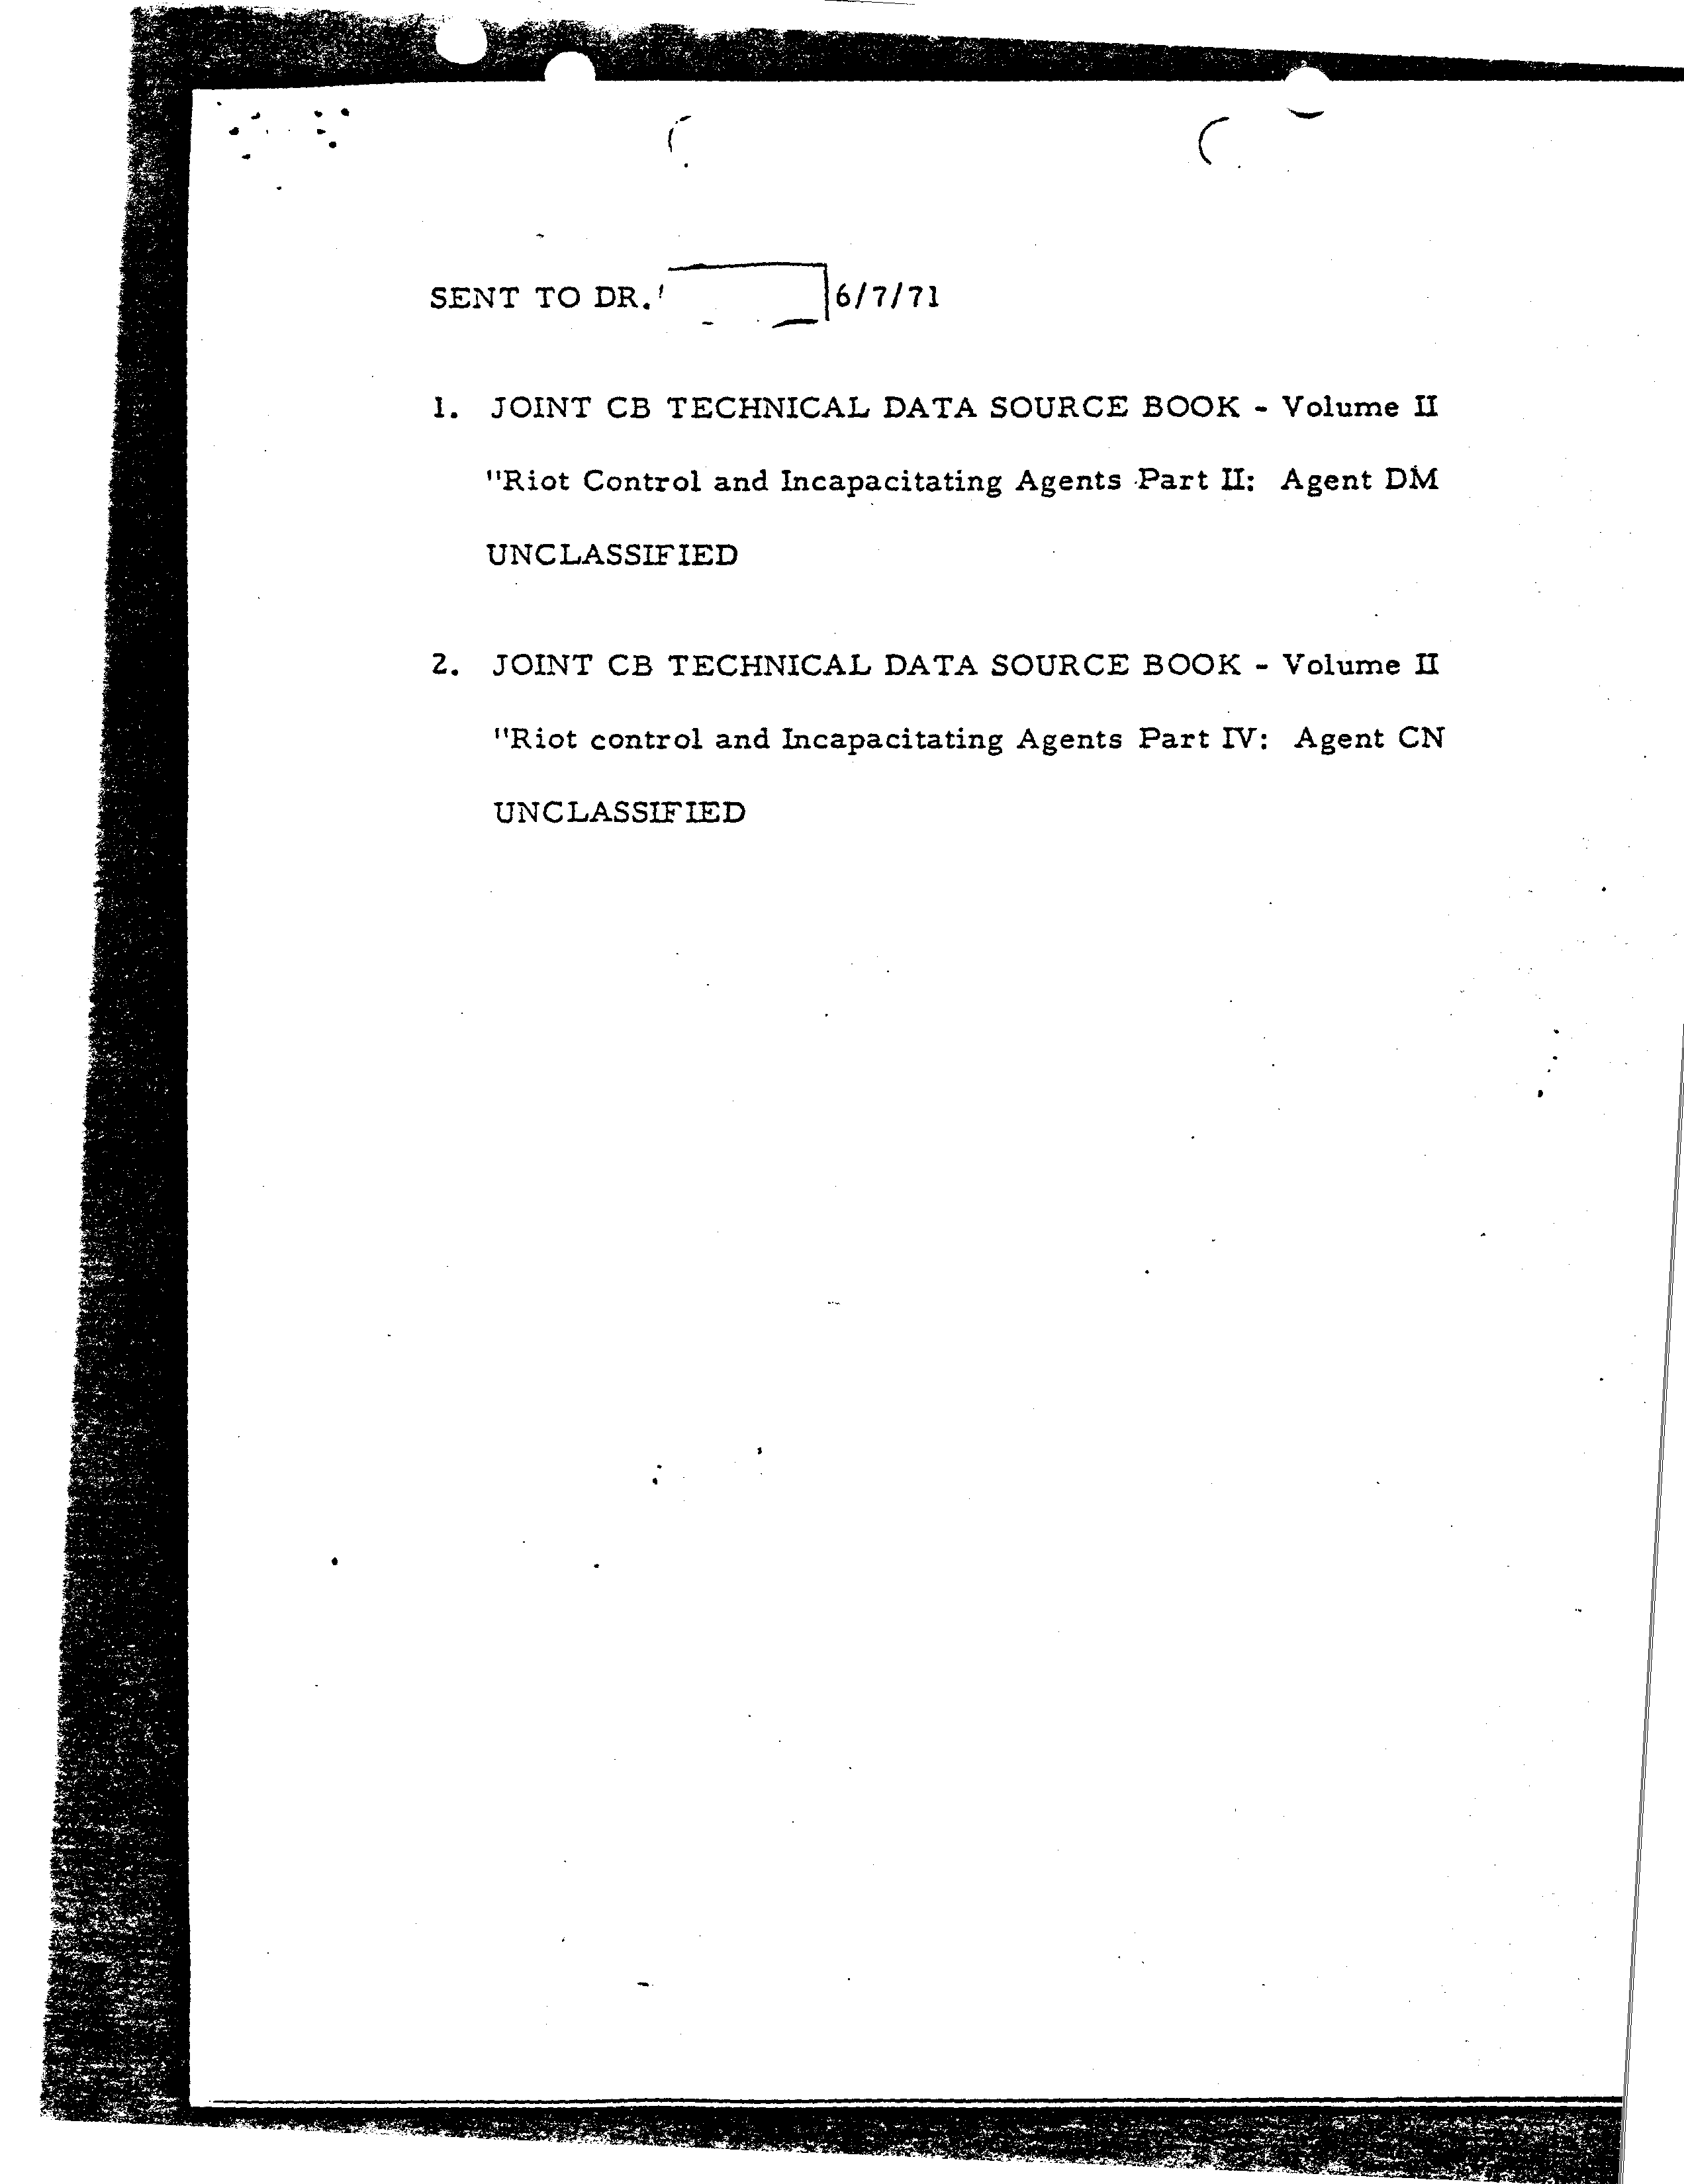 SENT TO DR. 6/7/71
1. JOINT CB TECHNICAL DATA SOURCE BOOK - Volume II
"Riot Control and Incapacitating Agents Part II: Agent DM
UNCLASSIFIED
2. JOINT CB TECHNICAL DATA SOURCE BOOK - Volume II
"Riot control and Incapacitating Agents Part IV: Agent CN
UNCLASSIFIED